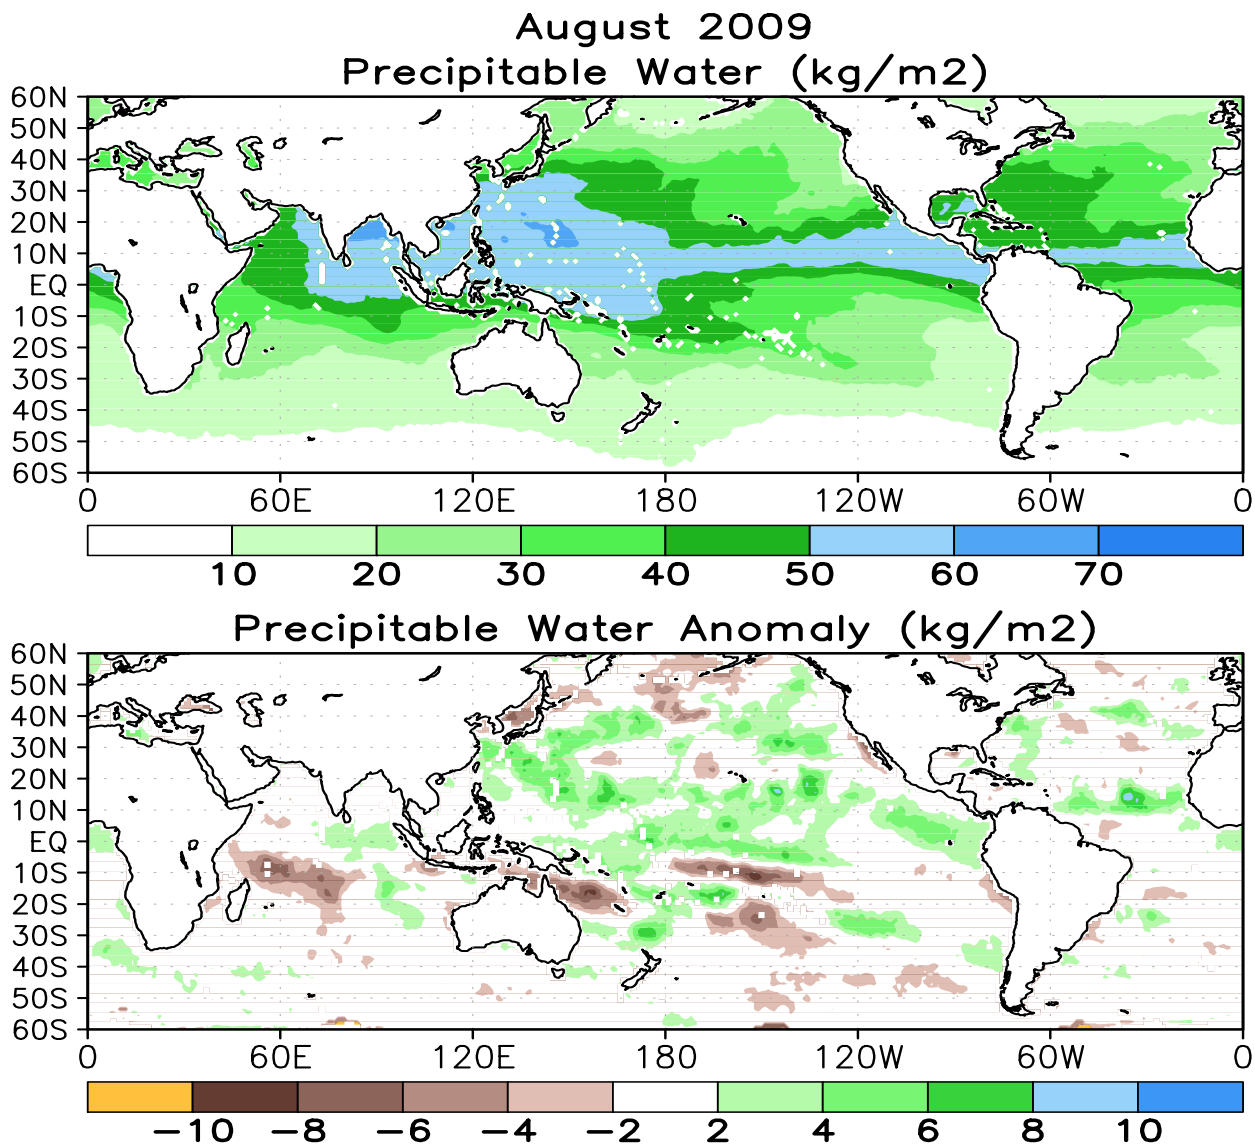 August 2009
Precipitable Water (kg/m2)
60N
50N
40N
30N
20N
10N
EQ
10S
20S
30S
40S
50S
60S
0 60E 120E 180 120W 60W 0
10 20 30 40 50 60 70
Precipitable Water Anomaly (kg/m2)
60N
50N
40N
30N
20N
10N
EQ
10S
20S
30S
40S
50S
60S
0 60E 120E 180 120W 60W 0
−10 −8 −6 −4 −2 2 4 6 8 10